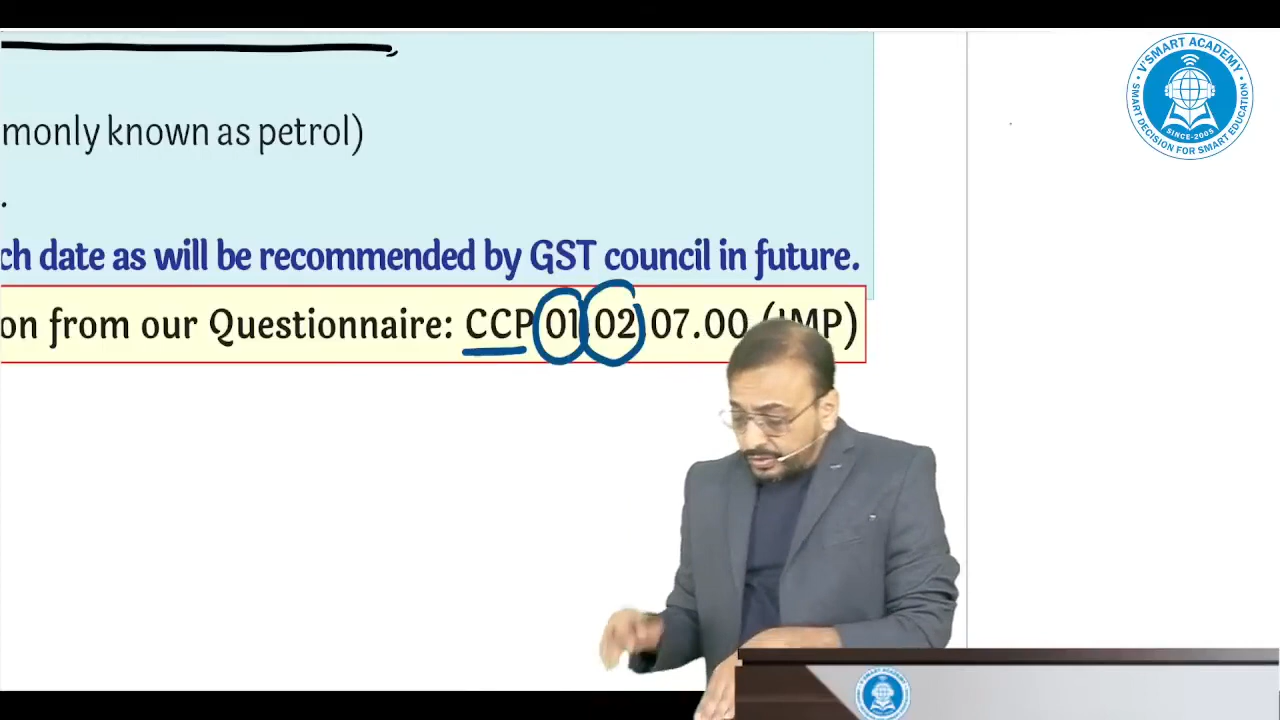 monly known as petrol)
.
ch date as will be recommended by GST council in future.
on from our Questionnaire: CCP 01.02.07.00 (IMP)
V'SMART ACADEMY
SINCE-2005
SMART DECISION FOR SMART EDUCATION